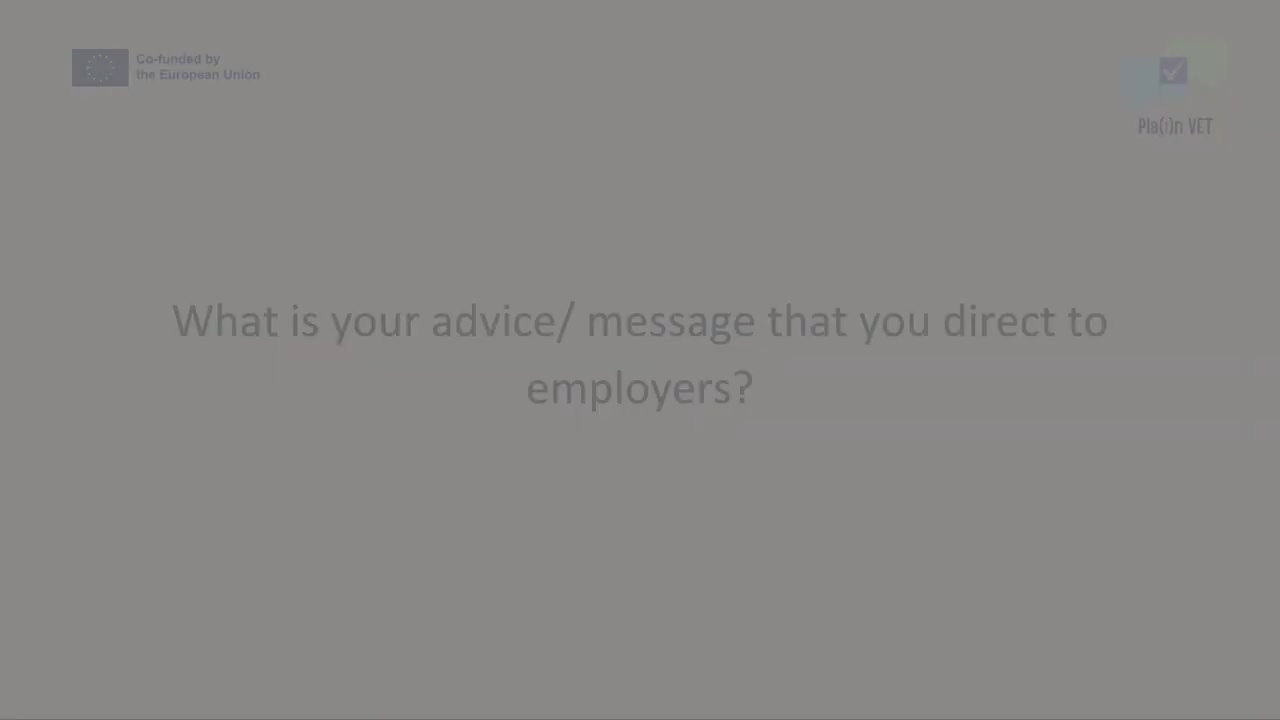 Co-funded by
the European Union
Pla(i)n VET
What is your advice/ message that you direct to
employers?